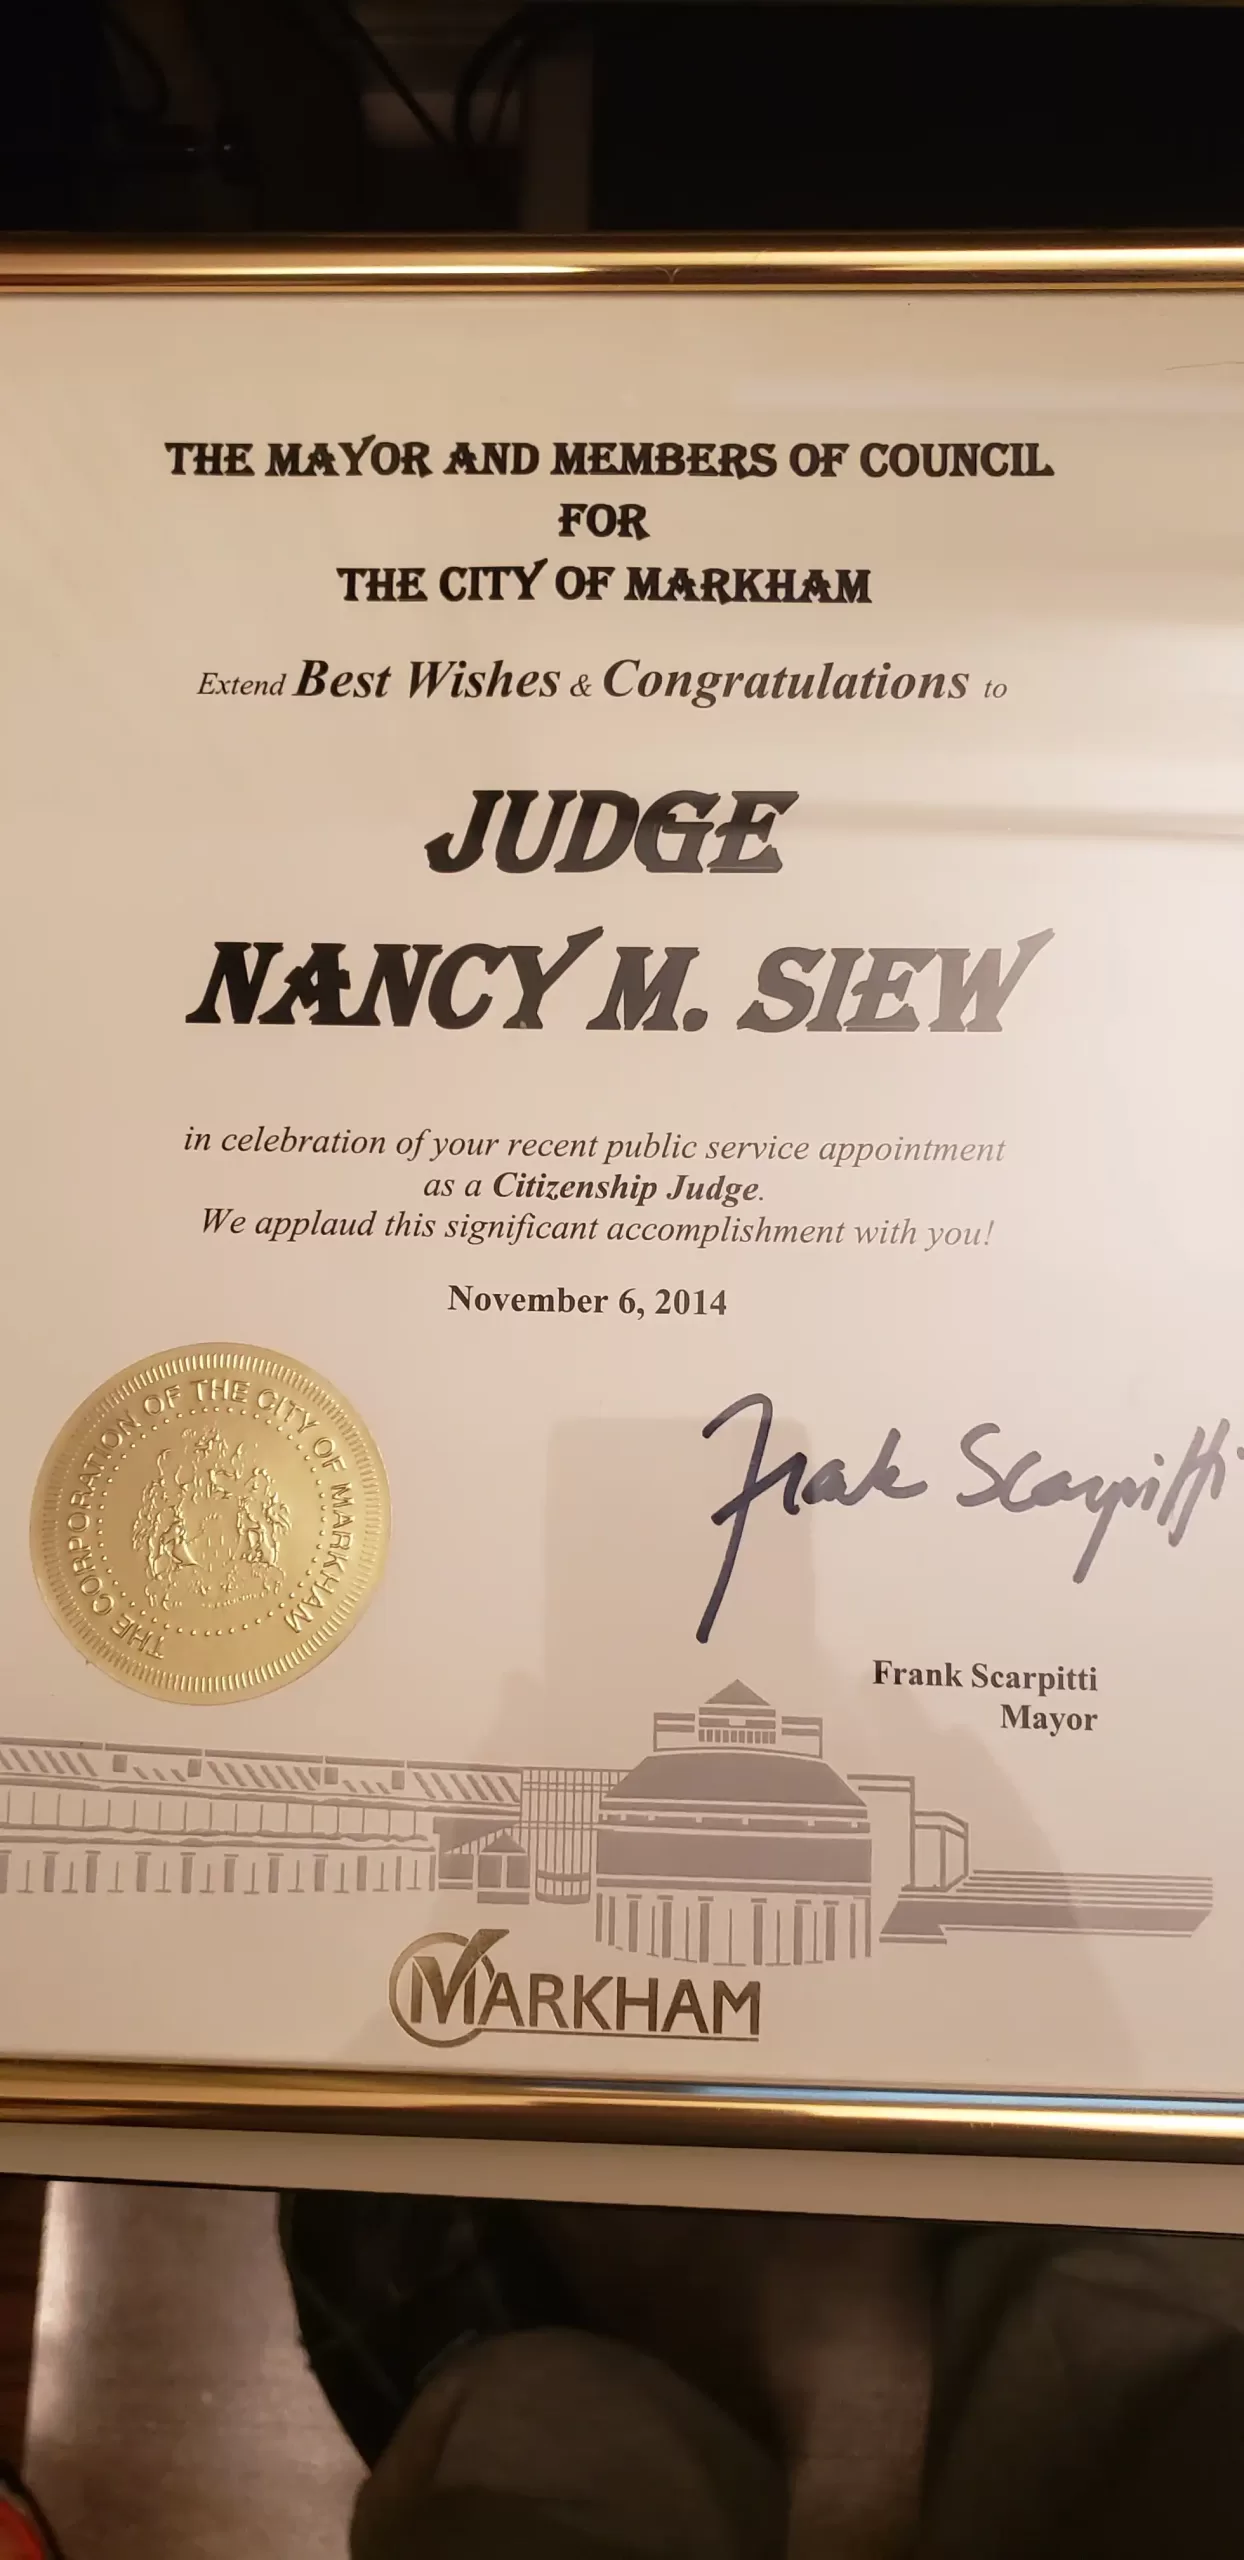 THE MAYOR AND MEMBERS OF COUNCIL
FOR
THE CITY OF MARKHAM
Extend Best Wishes & Congratulations to
JUDGE
NANCY M. SIEW
in celebration of your recent public service appointment
as a Citizenship Judge.
We applaud this significant accomplishment with you!
November 6, 2014
THE CORPORATION OF THE CITY OF MARKHAM
Frank Scarpitti
Frank Scarpitti
Mayor
MARKHAM